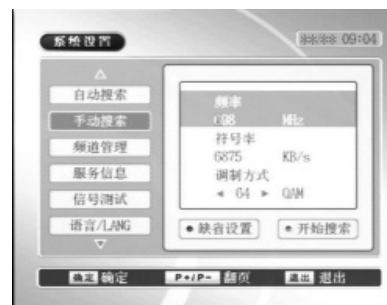 系统设置
**/** 09:04
自动搜索
手动搜索
频道管理
服务信息
信号测试
语言/LANG
频率
698 MHz
符号率
6875 KB/s
调制方式
64 QAM
缺省设置
开始搜索
确定 确定
P+/P- 翻页
退出 退出